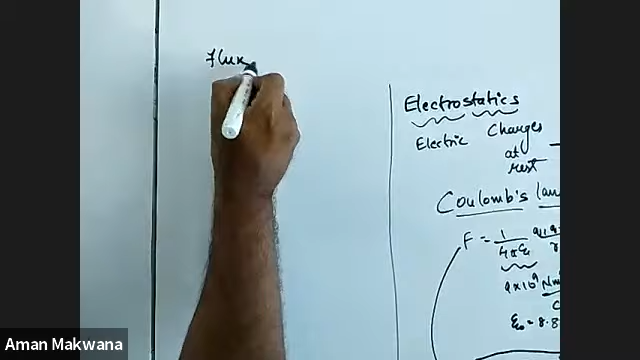 Flux
Electrostatics
Electric Charges
at
rest
Coulomb's law
F = 1
4πε₀
9×10⁹ Nm
C
ε₀ = 8.8
Aman Makwana